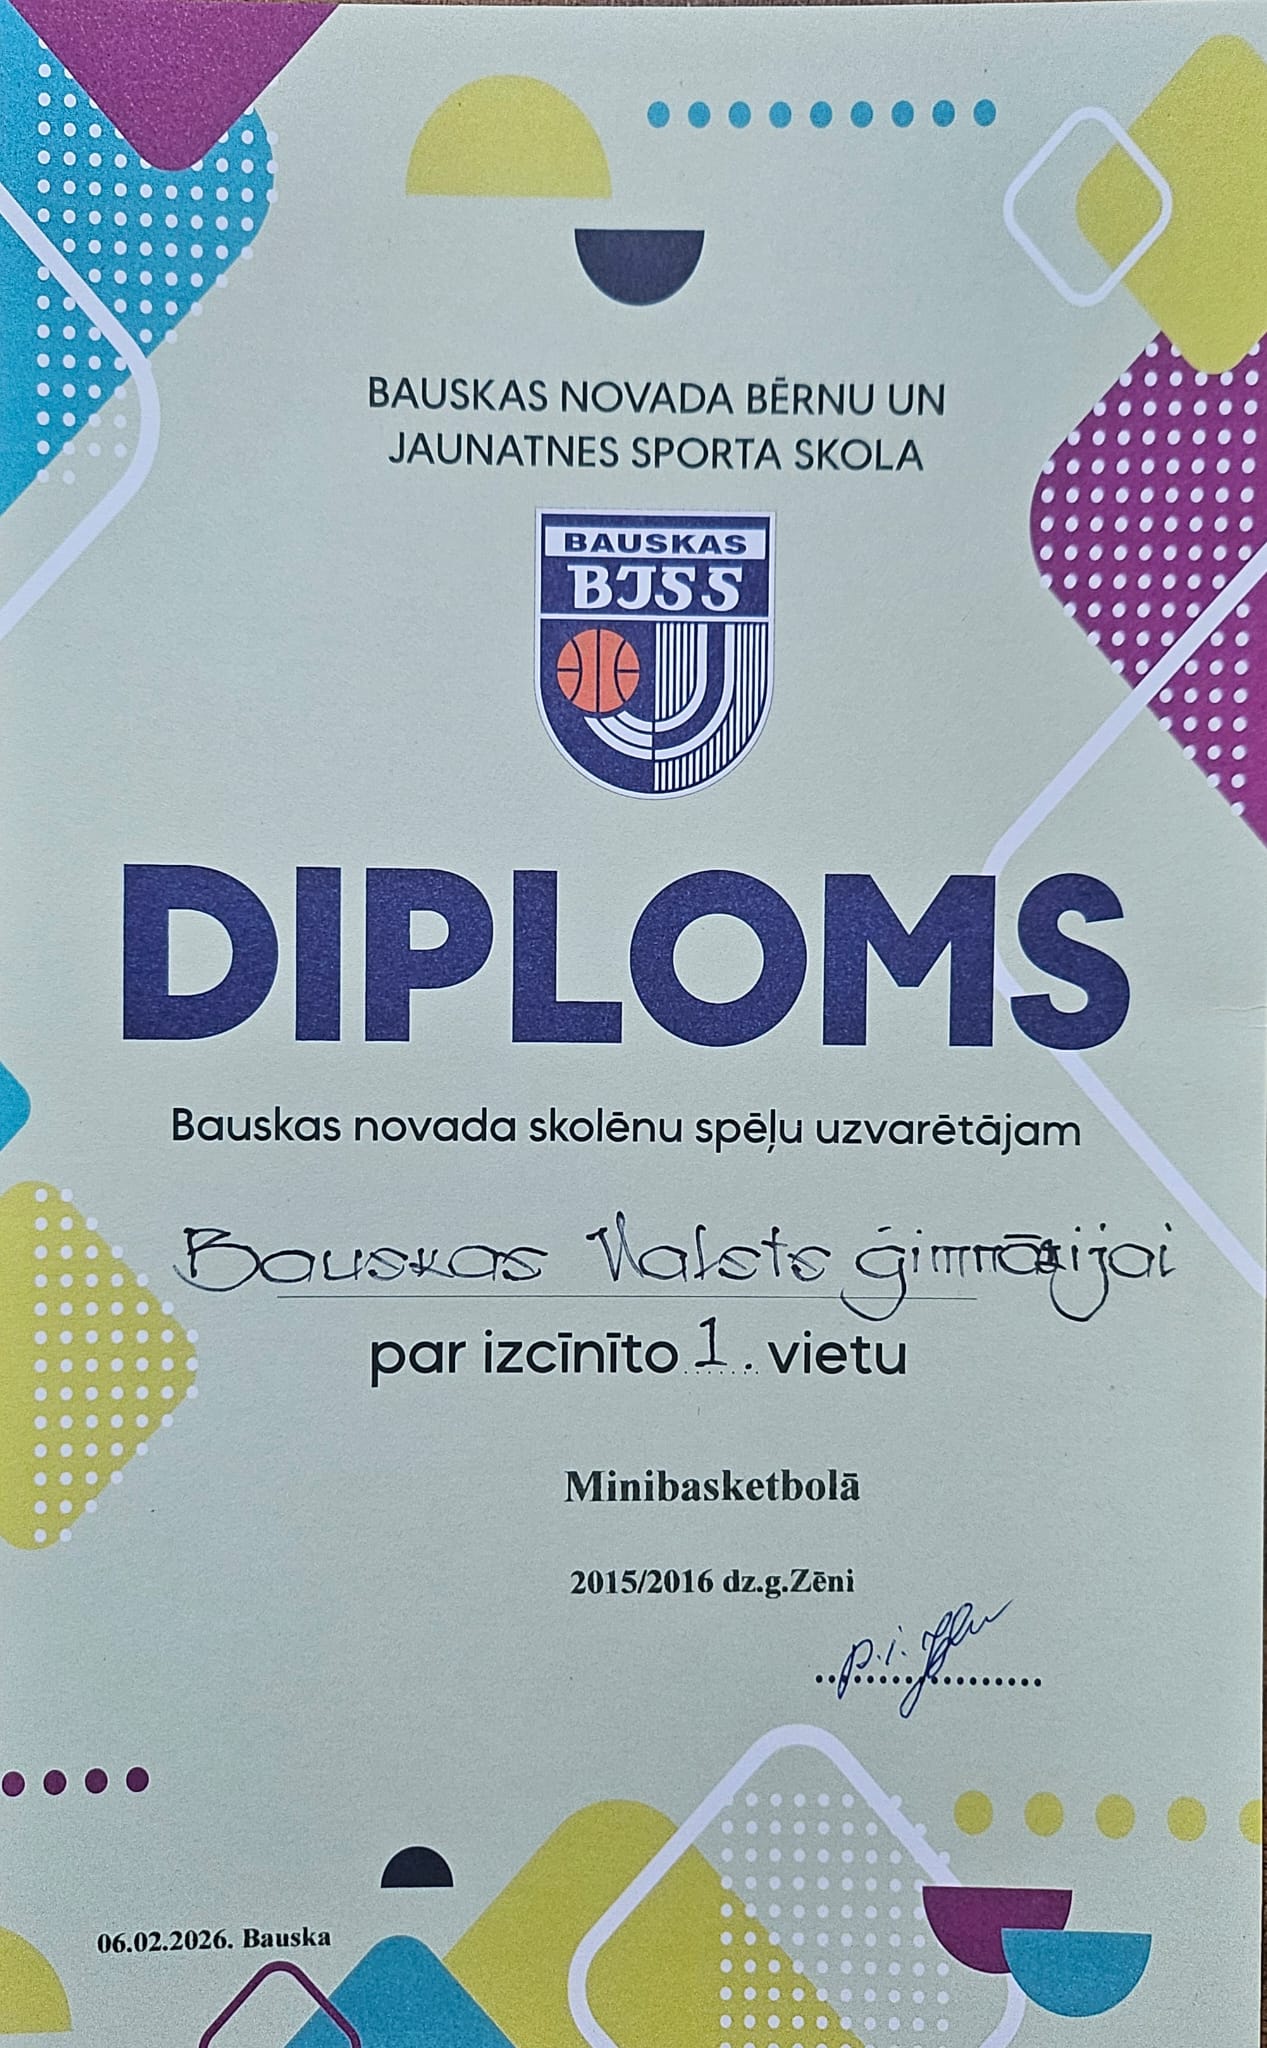 BAUSKAS NOVADA BĒRNU UN
JAUNATNES SPORTA SKOLA
BAUSKAS
BJSS
DIPLOMS
Bauskas novada skolēnu spēļu uzvarētājam
Bauskas Valsts ģimnāzijai
par izcīnīto 1. vietu
Minibasketbolā
2015/2016 dz.g.Zēni
p.i.
06.02.2026. Bauska